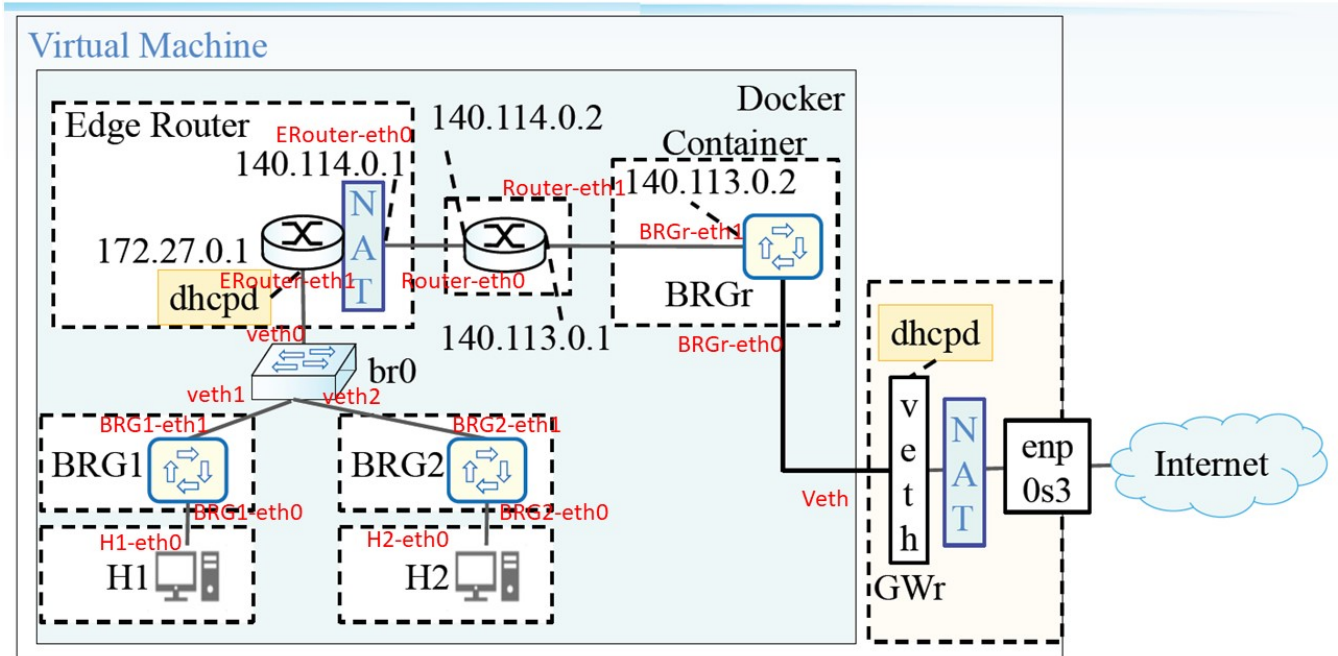 Virtual Machine
Docker
Container
Edge Router
ERouter-eth0
140.114.0.1
140.114.0.2
N
A
T
172.27.0.1
ERouter-eth1
dhcpd
Router-eth0
Router-eth1
140.113.0.1
140.113.0.2
BRGr-eth1
BRGr
BRGr-eth0
veth0
br0
veth1
veth2
BRG1-eth1
BRG1
BRG1-eth0
BRG2-eth1
BRG2
BRG2-eth0
H1-eth0
H1
H2-eth0
H2
dhcpd
Veth
v
e
t
h
GWr
N
A
T
enp
0s3
Internet